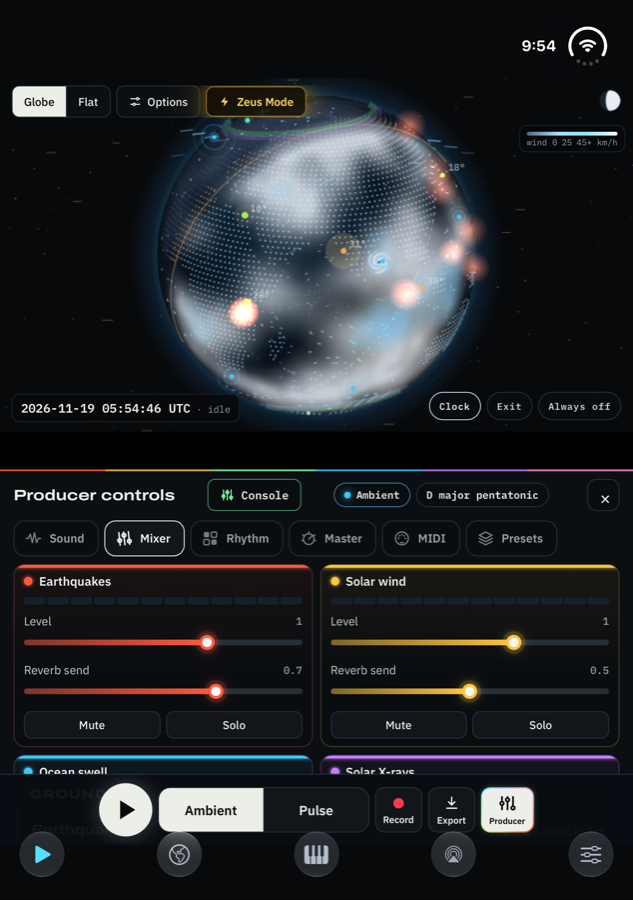 9:54
Globe
Flat
Options
Zeus Mode
wind 0 25 45+ km/h
18°
31°
30°
2026-11-19 05:54:46 UTC · idle
Clock
Exit
Always off
Producer controls
Console
Ambient
D major pentatonic
Sound
Mixer
Rhythm
Master
MIDI
Presets
Earthquakes
Level
1
Reverb send
0.7
Mute
Solo
Solar wind
Level
1
Reverb send
0.5
Mute
Solo
Ocean swell
Solar X-rays
Ambient
Pulse
Record
Export
Producer